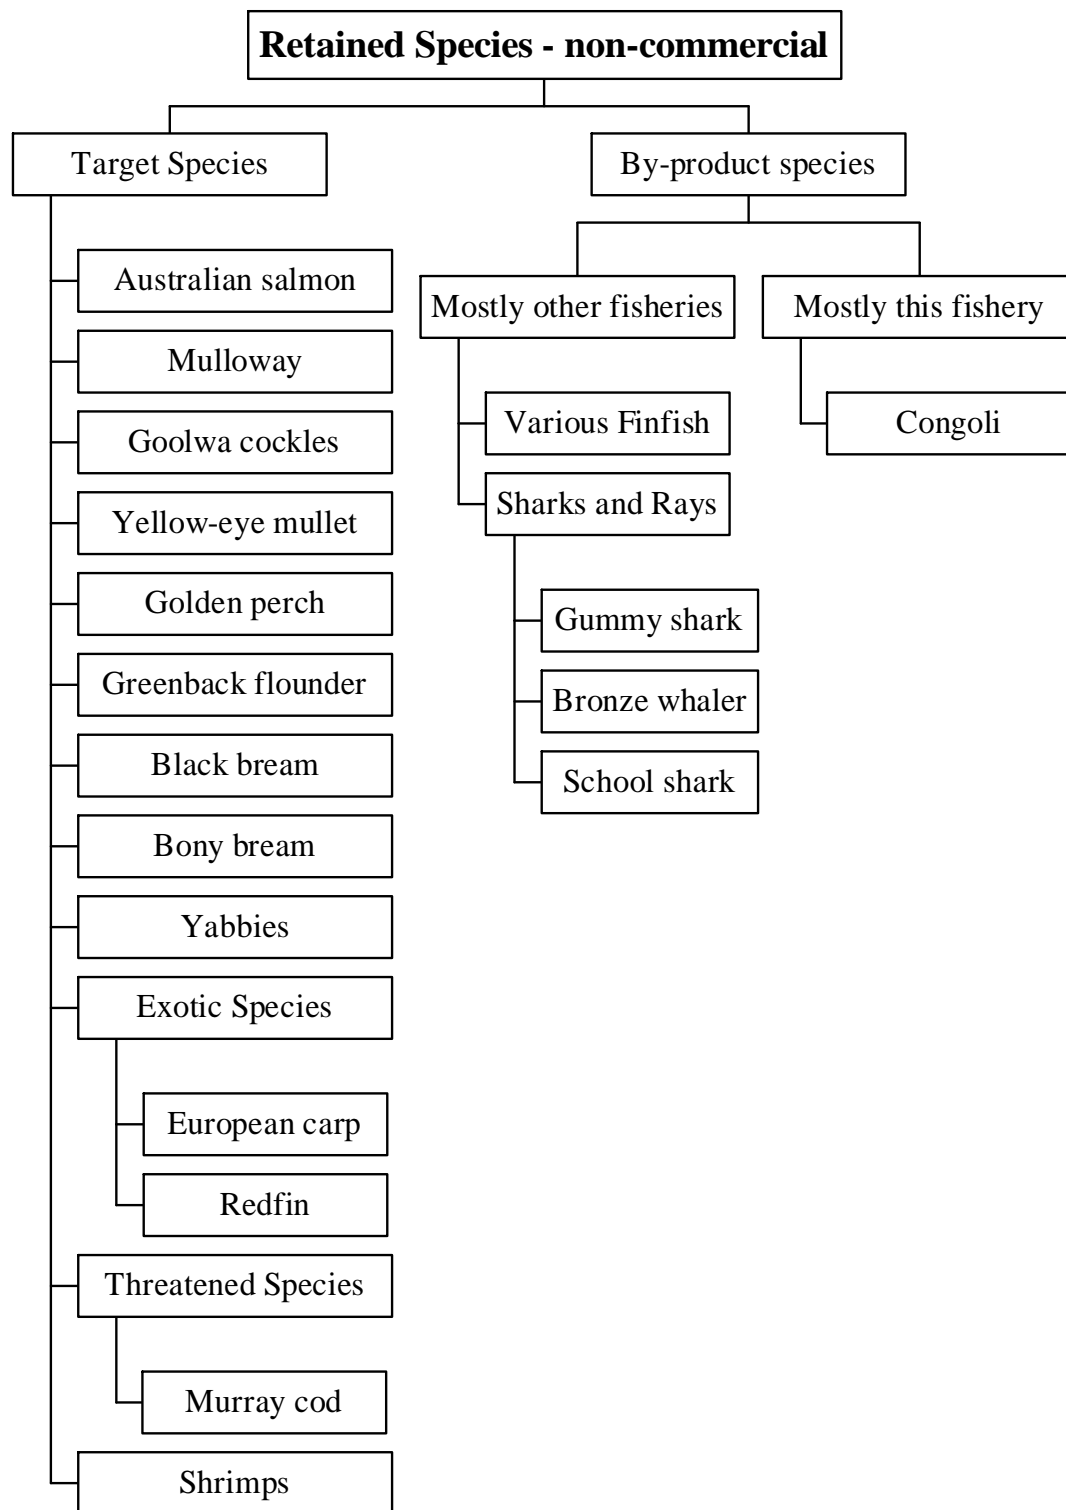 Retained Species - non-commercial
Target Species
Australian salmon
Mulloway
Goolwa cockles
Yellow-eye mullet
Golden perch
Greenback flounder
Black bream
Bony bream
Yabbies
Exotic Species
European carp
Redfin
Threatened Species
Murray cod
Shrimps
By-product species
Mostly other fisheries
Various Finfish
Sharks and Rays
Gummy shark
Bronze whaler
School shark
Mostly this fishery
Congoli